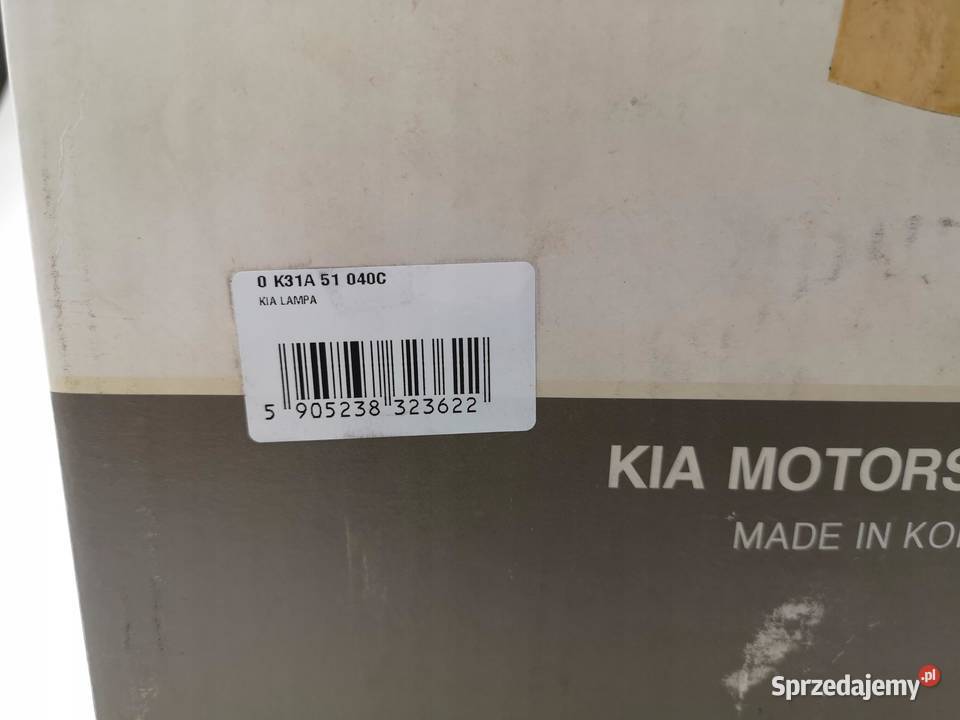 0 K31A 51 040C
KIA LAMPA
5 905238 323622
KIA MOTORS
MADE IN KO
Sprzedajemy.pl